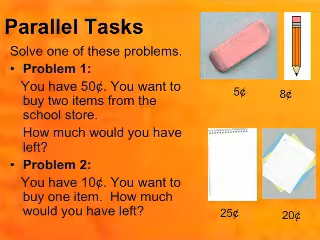 Parallel Tasks
Solve one of these problems.
• Problem 1:
You have 50¢. You want to
buy two items from the
school store.
How much would you have
left?
• Problem 2:
You have 10¢. You want to
buy one item.  How much
would you have left?
5¢
8¢
25¢
20¢